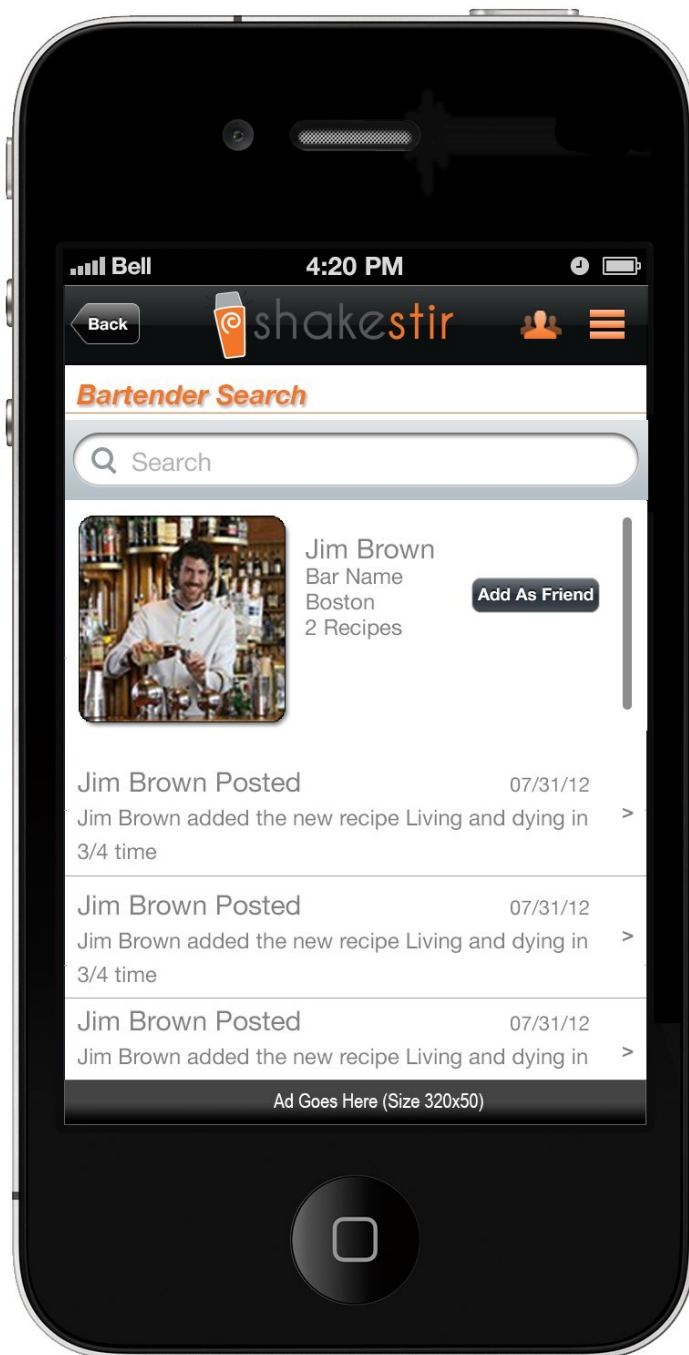 Bell 4:20 PM
Back shakestir
Bartender Search
Search
Jim Brown
Bar Name
Boston
2 Recipes
Add As Friend
Jim Brown Posted 07/31/12
Jim Brown added the new recipe Living and dying in >
3/4 time
Jim Brown Posted 07/31/12
Jim Brown added the new recipe Living and dying in >
3/4 time
Jim Brown Posted 07/31/12
Jim Brown added the new recipe Living and dying in >
Ad Goes Here (Size 320x50)